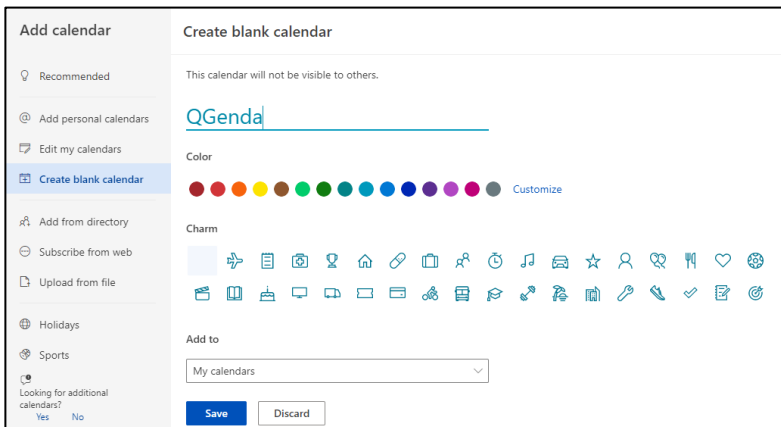 Add calendar
Recommended
Add personal calendars
Edit my calendars
Create blank calendar
Add from directory
Subscribe from web
Upload from file
Holidays
Sports
Looking for additional
calendars?
Yes No
Create blank calendar
This calendar will not be visible to others.
QGenda
Color
Customize
Charm
Add to
My calendars
Save Discard